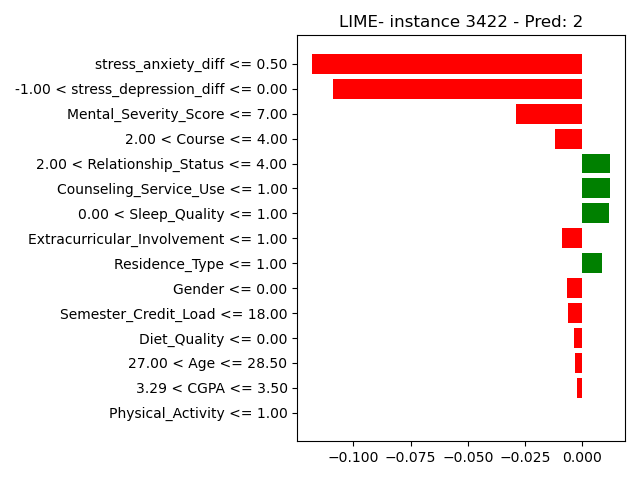 LIME- instance 3422 - Pred: 2
stress_anxiety_diff <= 0.50
-1.00 < stress_depression_diff <= 0.00
Mental_Severity_Score <= 7.00
2.00 < Course <= 4.00
2.00 < Relationship_Status <= 4.00
Counseling_Service_Use <= 1.00
0.00 < Sleep_Quality <= 1.00
Extracurricular_Involvement <= 1.00
Residence_Type <= 1.00
Gender <= 0.00
Semester_Credit_Load <= 18.00
Diet_Quality <= 0.00
27.00 < Age <= 28.50
3.29 < CGPA <= 3.50
Physical_Activity <= 1.00
−0.100 −0.075 −0.050 −0.025 0.000